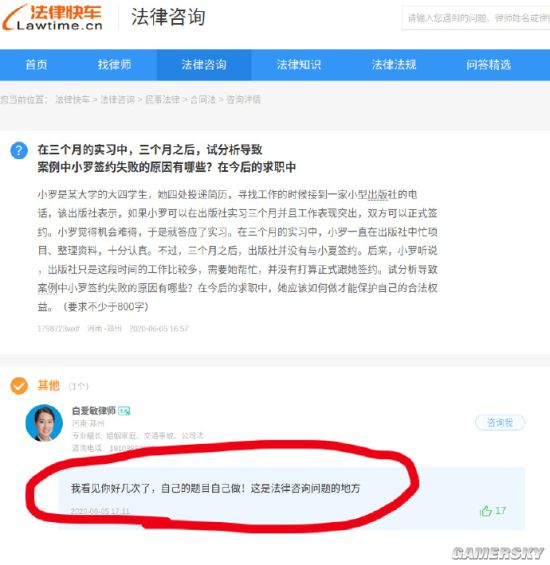 法律快车
Lawtime.cn
法律咨询
请输入您遇到的问题、律师姓名或律
首页 找律师 法律咨询 法律知识 法律法规 问答精选
您当前位置： 法律快车 > 法律咨询 > 民事法律 > 合同法 > 咨询详情
在三个月的实习中，三个月之后，试分析导致
案例中小罗签约失败的原因有哪些？在今后的求职中
小罗是某大学的大四学生，她四处投递简历，寻找工作的时候接到一家小型出版社的电
话，该出版社表示，如果小罗可以在出版社实习三个月并且工作表现突出，双方可以正式签
约。小罗觉得机会难得，于是就答应了实习。在三个月的实习中，小罗一直在出版社中忙项
目、整理资料，十分认真。不过，三个月之后，出版社并没有与小夏签约。后来，小罗听说
，出版社只是这段时间的工作比较多，需要她帮忙，并没有打算正式跟她签约。试分析导致
案例中小罗签约失败的原因有哪些？在今后的求职中，她应该如何做才能保护自己的合法权
益。（要求不少于800字）
河南-郑州 2020-06-05 16:57
其他 （1个）
白爱敏律师
河南-郑州
专业擅长: 婚姻家庭、交通事故、公司法
咨询电话：
咨询我
我看见你好几次了，自己的题目自己做！这是法律咨询问题的地方
2020-06-05 17:11
17
GAMERSKY